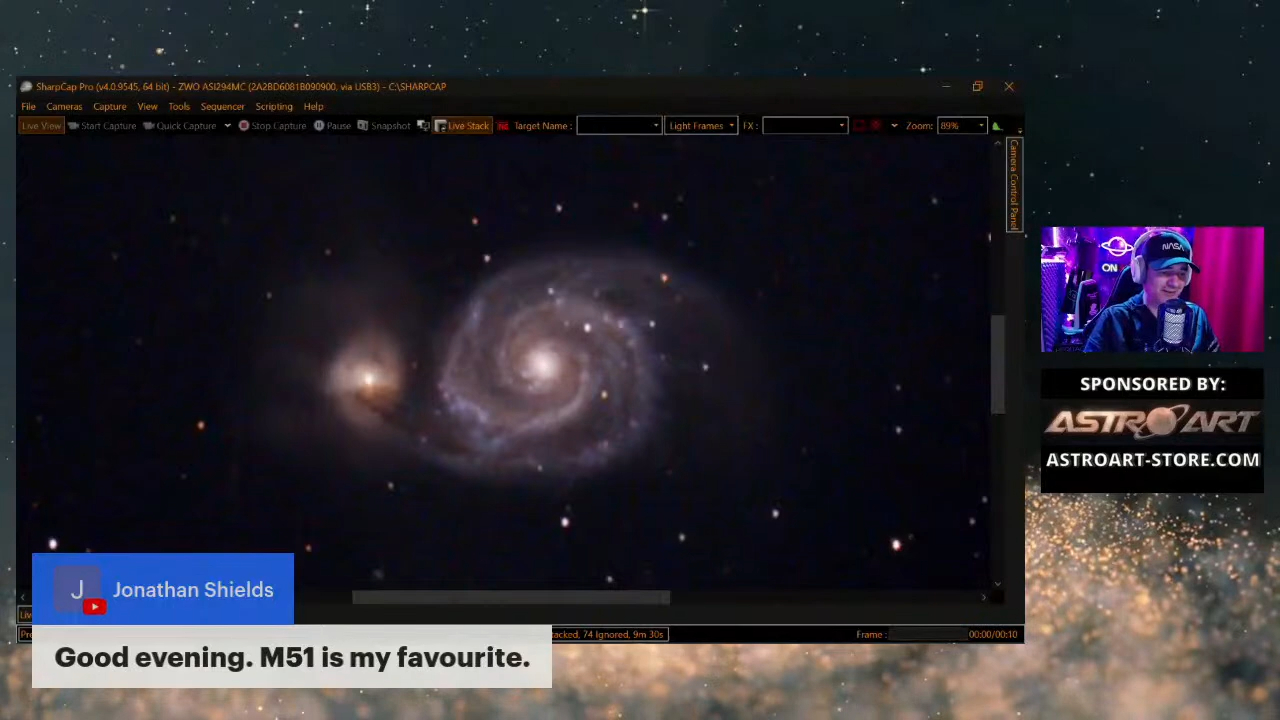 SharpCap Pro (v4.0.9545, 64 bit) - ZWO ASI294MC (2A2BD6081B090900, via USB3) - C:\SHARPCAP
File Cameras Capture View Tools Sequencer Scripting Help
Live View Start Capture Quick Capture Stop Capture Pause Snapshot Live Stack Target Name : Light Frames FX : Zoom: 89%
Camera Control Panel
NASA
ON
SPONSORED BY:
ASTRO ART
ASTROART-STORE.COM
J Jonathan Shields
Good evening. M51 is my favourite.
74 Ignored, 9m 30s Frame : 00:00/00:10